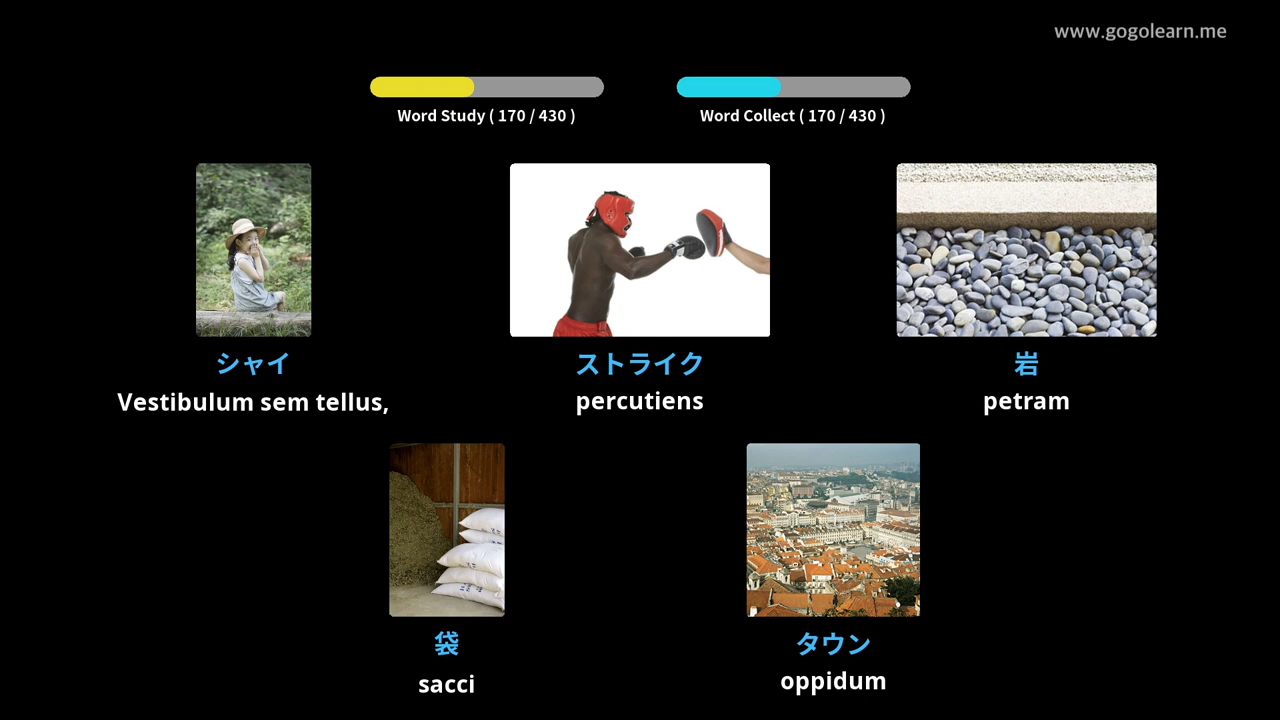 www.gogolearn.me
Word Study ( 170 / 430 )
Word Collect ( 170 / 430 )
シャイ
Vestibulum sem tellus,
ストライク
percutiens
岩
petram
袋
sacci
タウン
oppidum